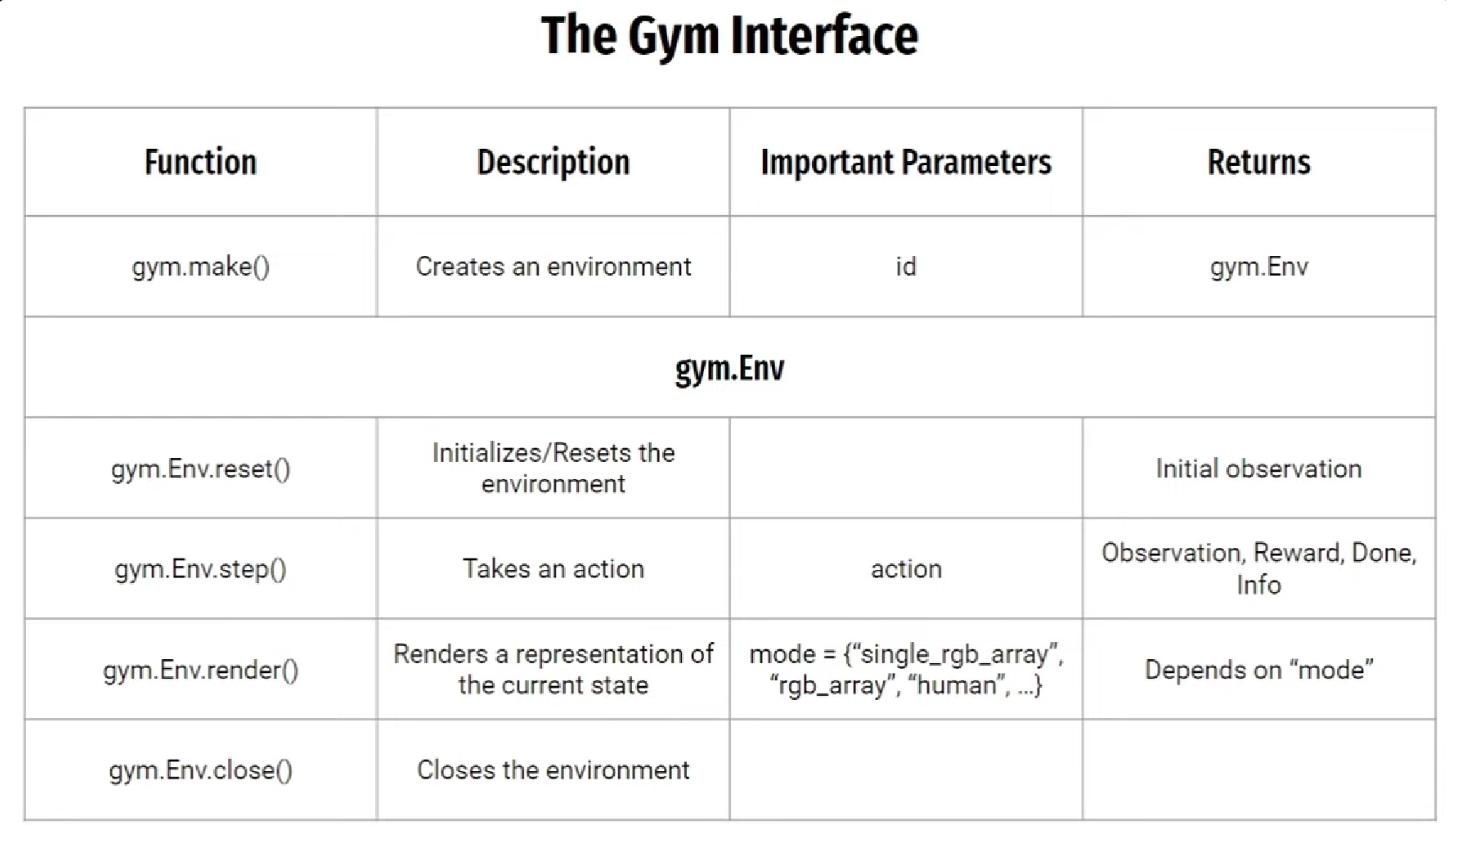 The Gym Interface
Function
Description
Important Parameters
Returns
gym.make()
Creates an environment
id
gym.Env
gym.Env
gym.Env.reset()
Initializes/Resets the
environment
Initial observation
gym.Env.step()
Takes an action
action
Observation, Reward, Done,
Info
gym.Env.render()
Renders a representation of
the current state
mode = {“single_rgb_array”,
“rgb_array”, “human”, ...}
Depends on “mode”
gym.Env.close()
Closes the environment